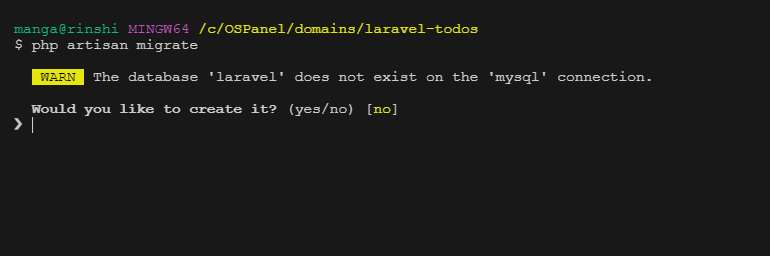 manga@rinshi MINGW64 /c/OSPanel/domains/laravel-todos
$ php artisan migrate
WARN The database 'laravel' does not exist on the 'mysql' connection.
Would you like to create it? (yes/no) [no]
❯